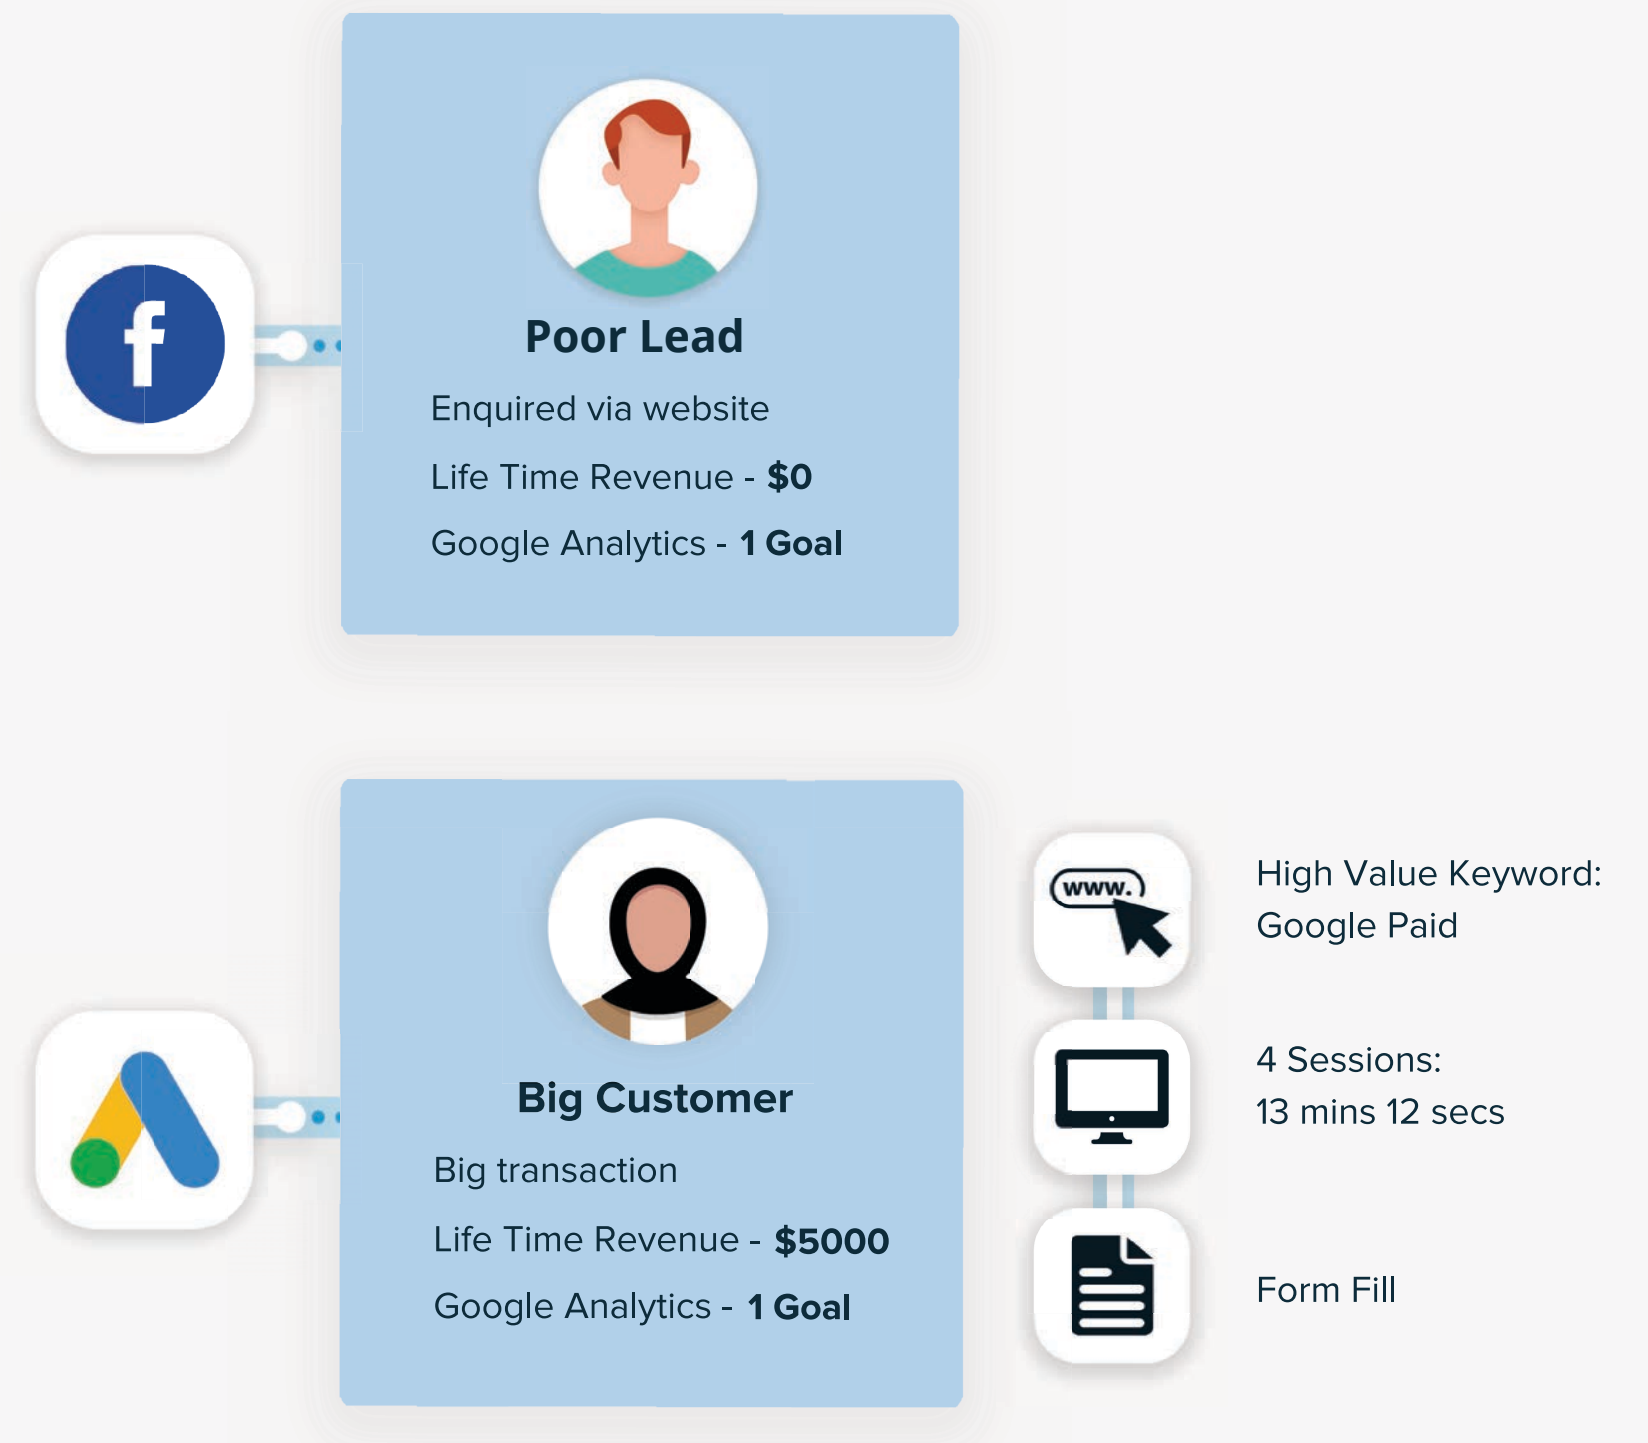 f
Poor Lead
Enquired via website
Life Time Revenue - $0
Google Analytics - 1 Goal
Big Customer
Big transaction
Life Time Revenue - $5000
Google Analytics - 1 Goal
www.
High Value Keyword:
Google Paid
4 Sessions:
13 mins 12 secs
Form Fill